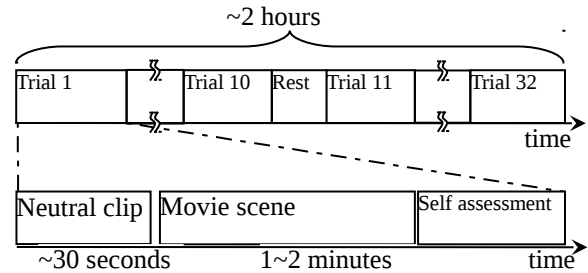 ~2 hours
Trial 1 Trial 10 Rest Trial 11 Trial 32
time
Neutral clip Movie scene Self assessment
~30 seconds 1~2 minutes time